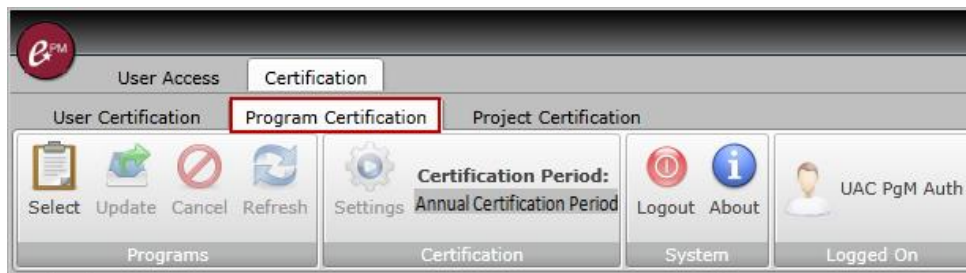 ePM
User Access Certification
User Certification Program Certification Project Certification
Certification Period:
Annual Certification Period
Select Update Cancel Refresh Settings Logout About UAC PgM Auth
Programs Certification System Logged On